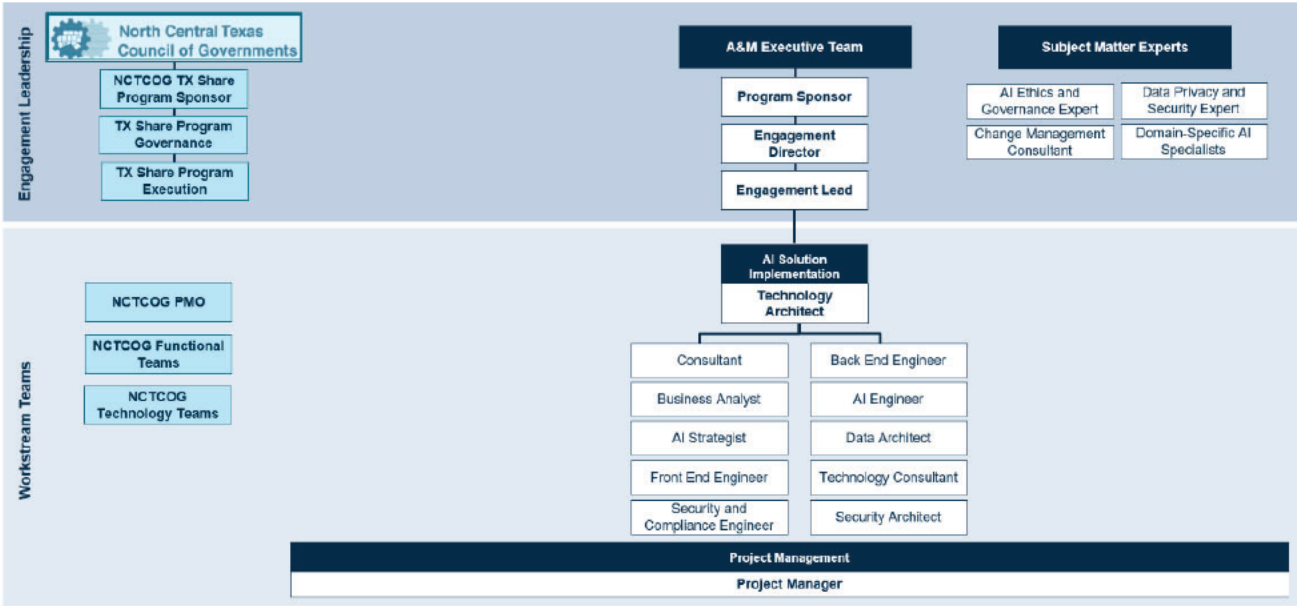 Engagement Leadership
North Central Texas
Council of Governments
NCTCOG TX Share
Program Sponsor
TX Share Program
Governance
TX Share Program
Execution
A&M Executive Team
Program Sponsor
Engagement
Director
Engagement Lead
Subject Matter Experts
AI Ethics and
Governance Expert
Data Privacy and
Security Expert
Change Management
Consultant
Domain-Specific AI
Specialists
Workstream Teams
NCTCOG PMO
NCTCOG Functional
Teams
NCTCOG
Technology Teams
AI Solution
Implementation
Technology
Architect
Consultant
Back End Engineer
Business Analyst
AI Engineer
AI Strategist
Data Architect
Front End Engineer
Technology Consultant
Security and
Compliance Engineer
Security Architect
Project Management
Project Manager